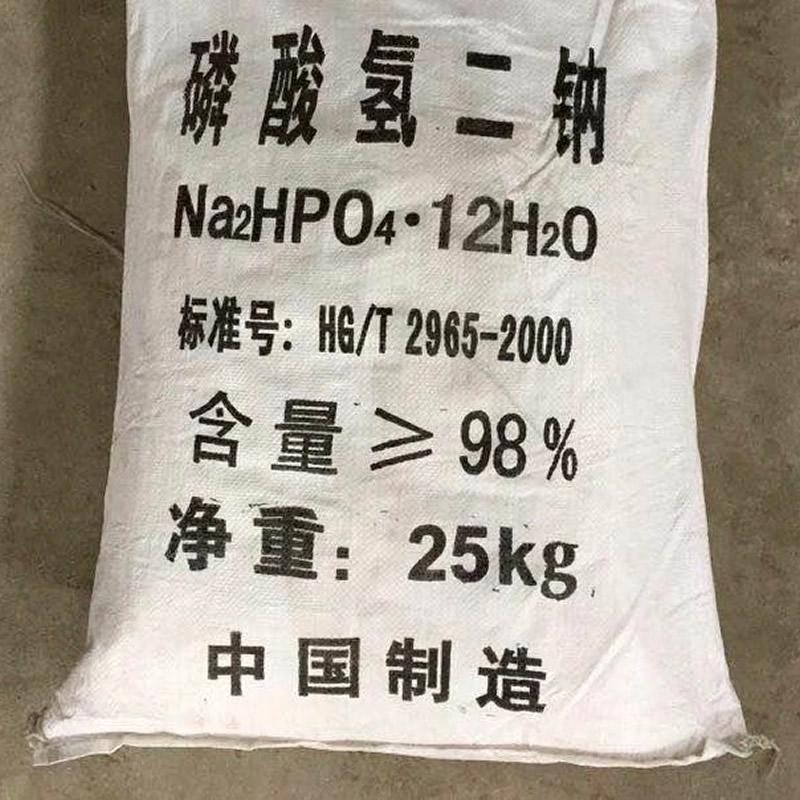 磷酸氢二钠
Na₂HPO₄·12H₂O
标准号：HG/T 2965-2000
含量≥98%
净重：25kg
中国制造